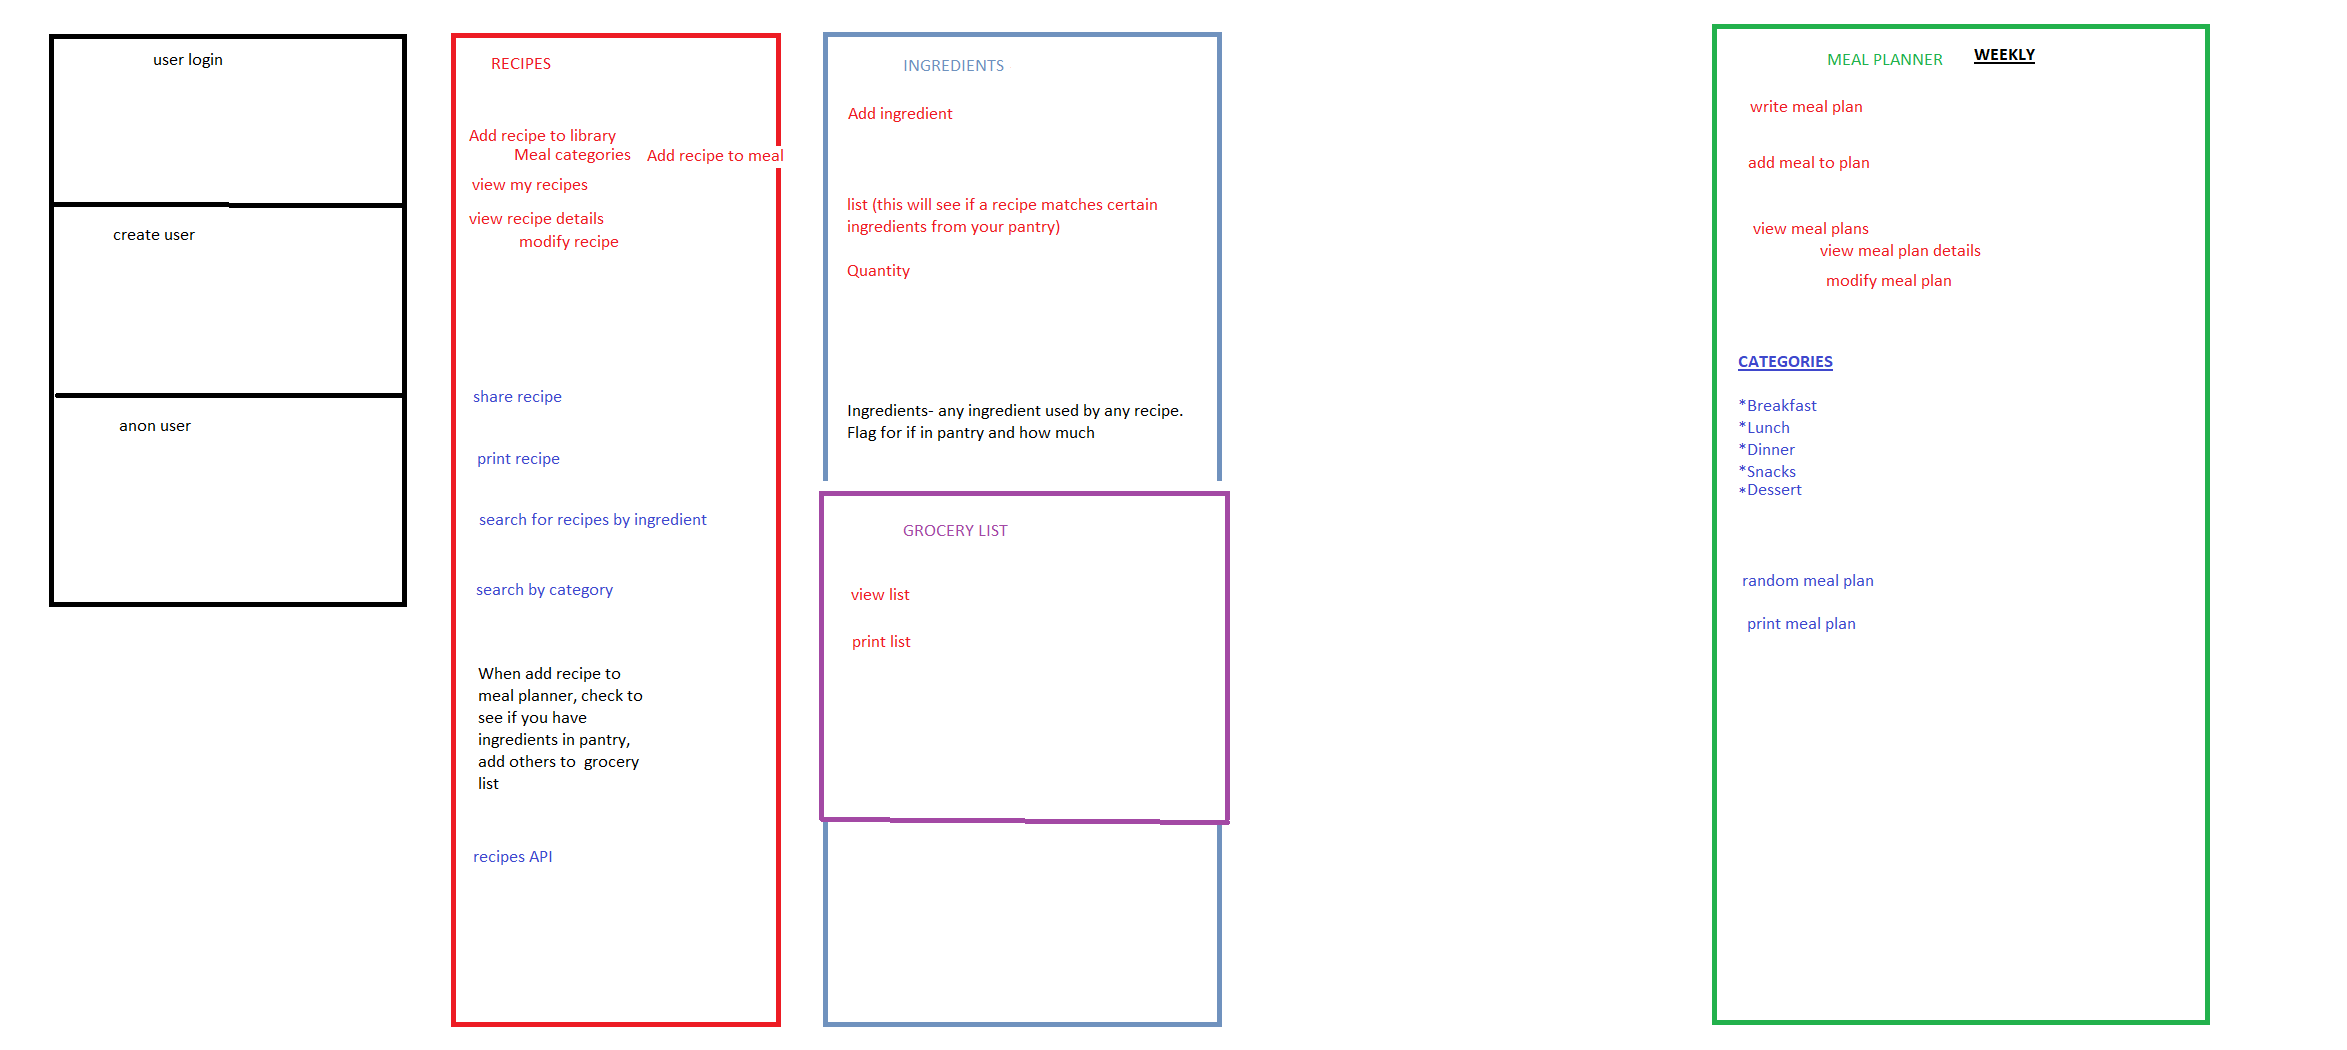 user login
create user
anon user
RECIPES
Add recipe to library
Meal categories
Add recipe to meal
view my recipes
view recipe details
modify recipe
share recipe
print recipe
search for recipes by ingredient
search by category
When add recipe to
meal planner, check to
see if you have
ingredients in pantry,
add others to  grocery
list
recipes API
INGREDIENTS
Add ingredient
list (this will see if a recipe matches certain
ingredients from your pantry)
Quantity
Ingredients- any ingredient used by any recipe.
Flag for if in pantry and how much
GROCERY LIST
view list
print list
MEAL PLANNER WEEKLY
write meal plan
add meal to plan
view meal plans
view meal plan details
modify meal plan
CATEGORIES
*Breakfast
*Lunch
*Dinner
*Snacks
*Dessert
random meal plan
print meal plan